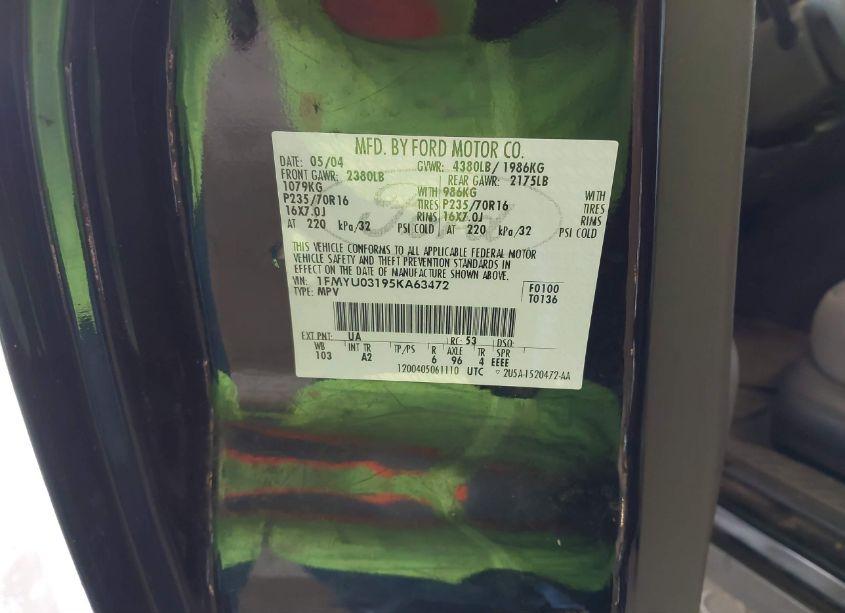 MFD. BY FORD MOTOR CO.
DATE: 05/04 GVWR: 4380LB/ 1986KG
FRONT GAWR: 2380LB REAR GAWR: 2175LB
1079KG WITH 986KG WITH
P235/70R16 TIRES P235/70R16 TIRES
16X7.0J RIMS 16X7.0J RIMS
AT 220 kPa/32 PSI COLD AT 220 kPa/32 PSI COLD
THIS VEHICLE CONFORMS TO ALL APPLICABLE FEDERAL MOTOR
VEHICLE SAFETY AND THEFT PREVENTION STANDARDS IN
EFFECT ON THE DATE OF MANUFACTURE SHOWN ABOVE.
VIN: 1FMYU03195KA63472 F0100
TYPE: MPV T0136
EXT PNT: UA RC: 53 DSO:
WB INT TR TP/PS R AXLE TR SPR
103 A2 6 96 4 EEEE
1200405061110 UTC 2U5A-1520472-AA
Ford